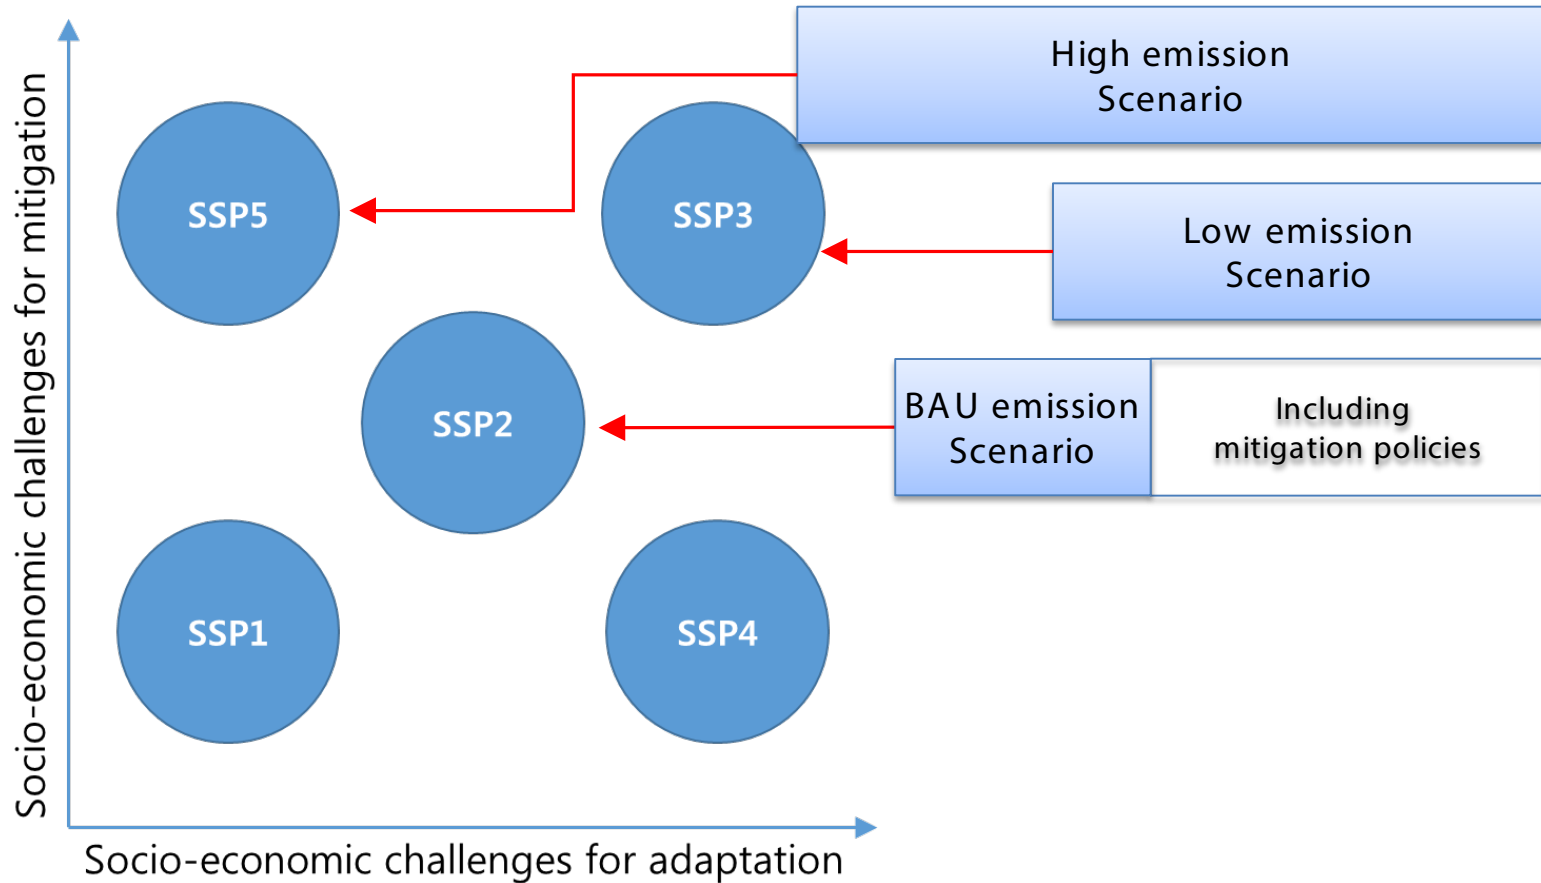 Socio-economic challenges for mitigation
High emission
Scenario
SSP5
SSP3
Low emission
Scenario
SSP2
BAU emission
Scenario
Including
mitigation policies
SSP1
SSP4
Socio-economic challenges for adaptation